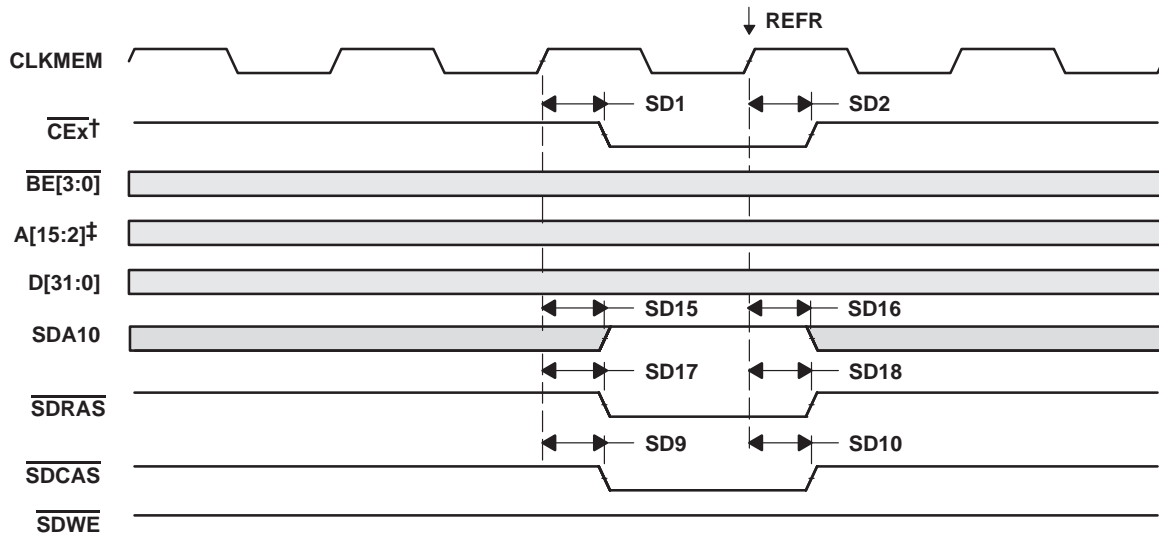 REFR
CLKMEM
SD1 SD2
CEx†
BE[3:0]
A[15:2]‡
D[31:0]
SD15 SD16
SDA10
SD17 SD18
SDRAS
SD9 SD10
SDCAS
SDWE